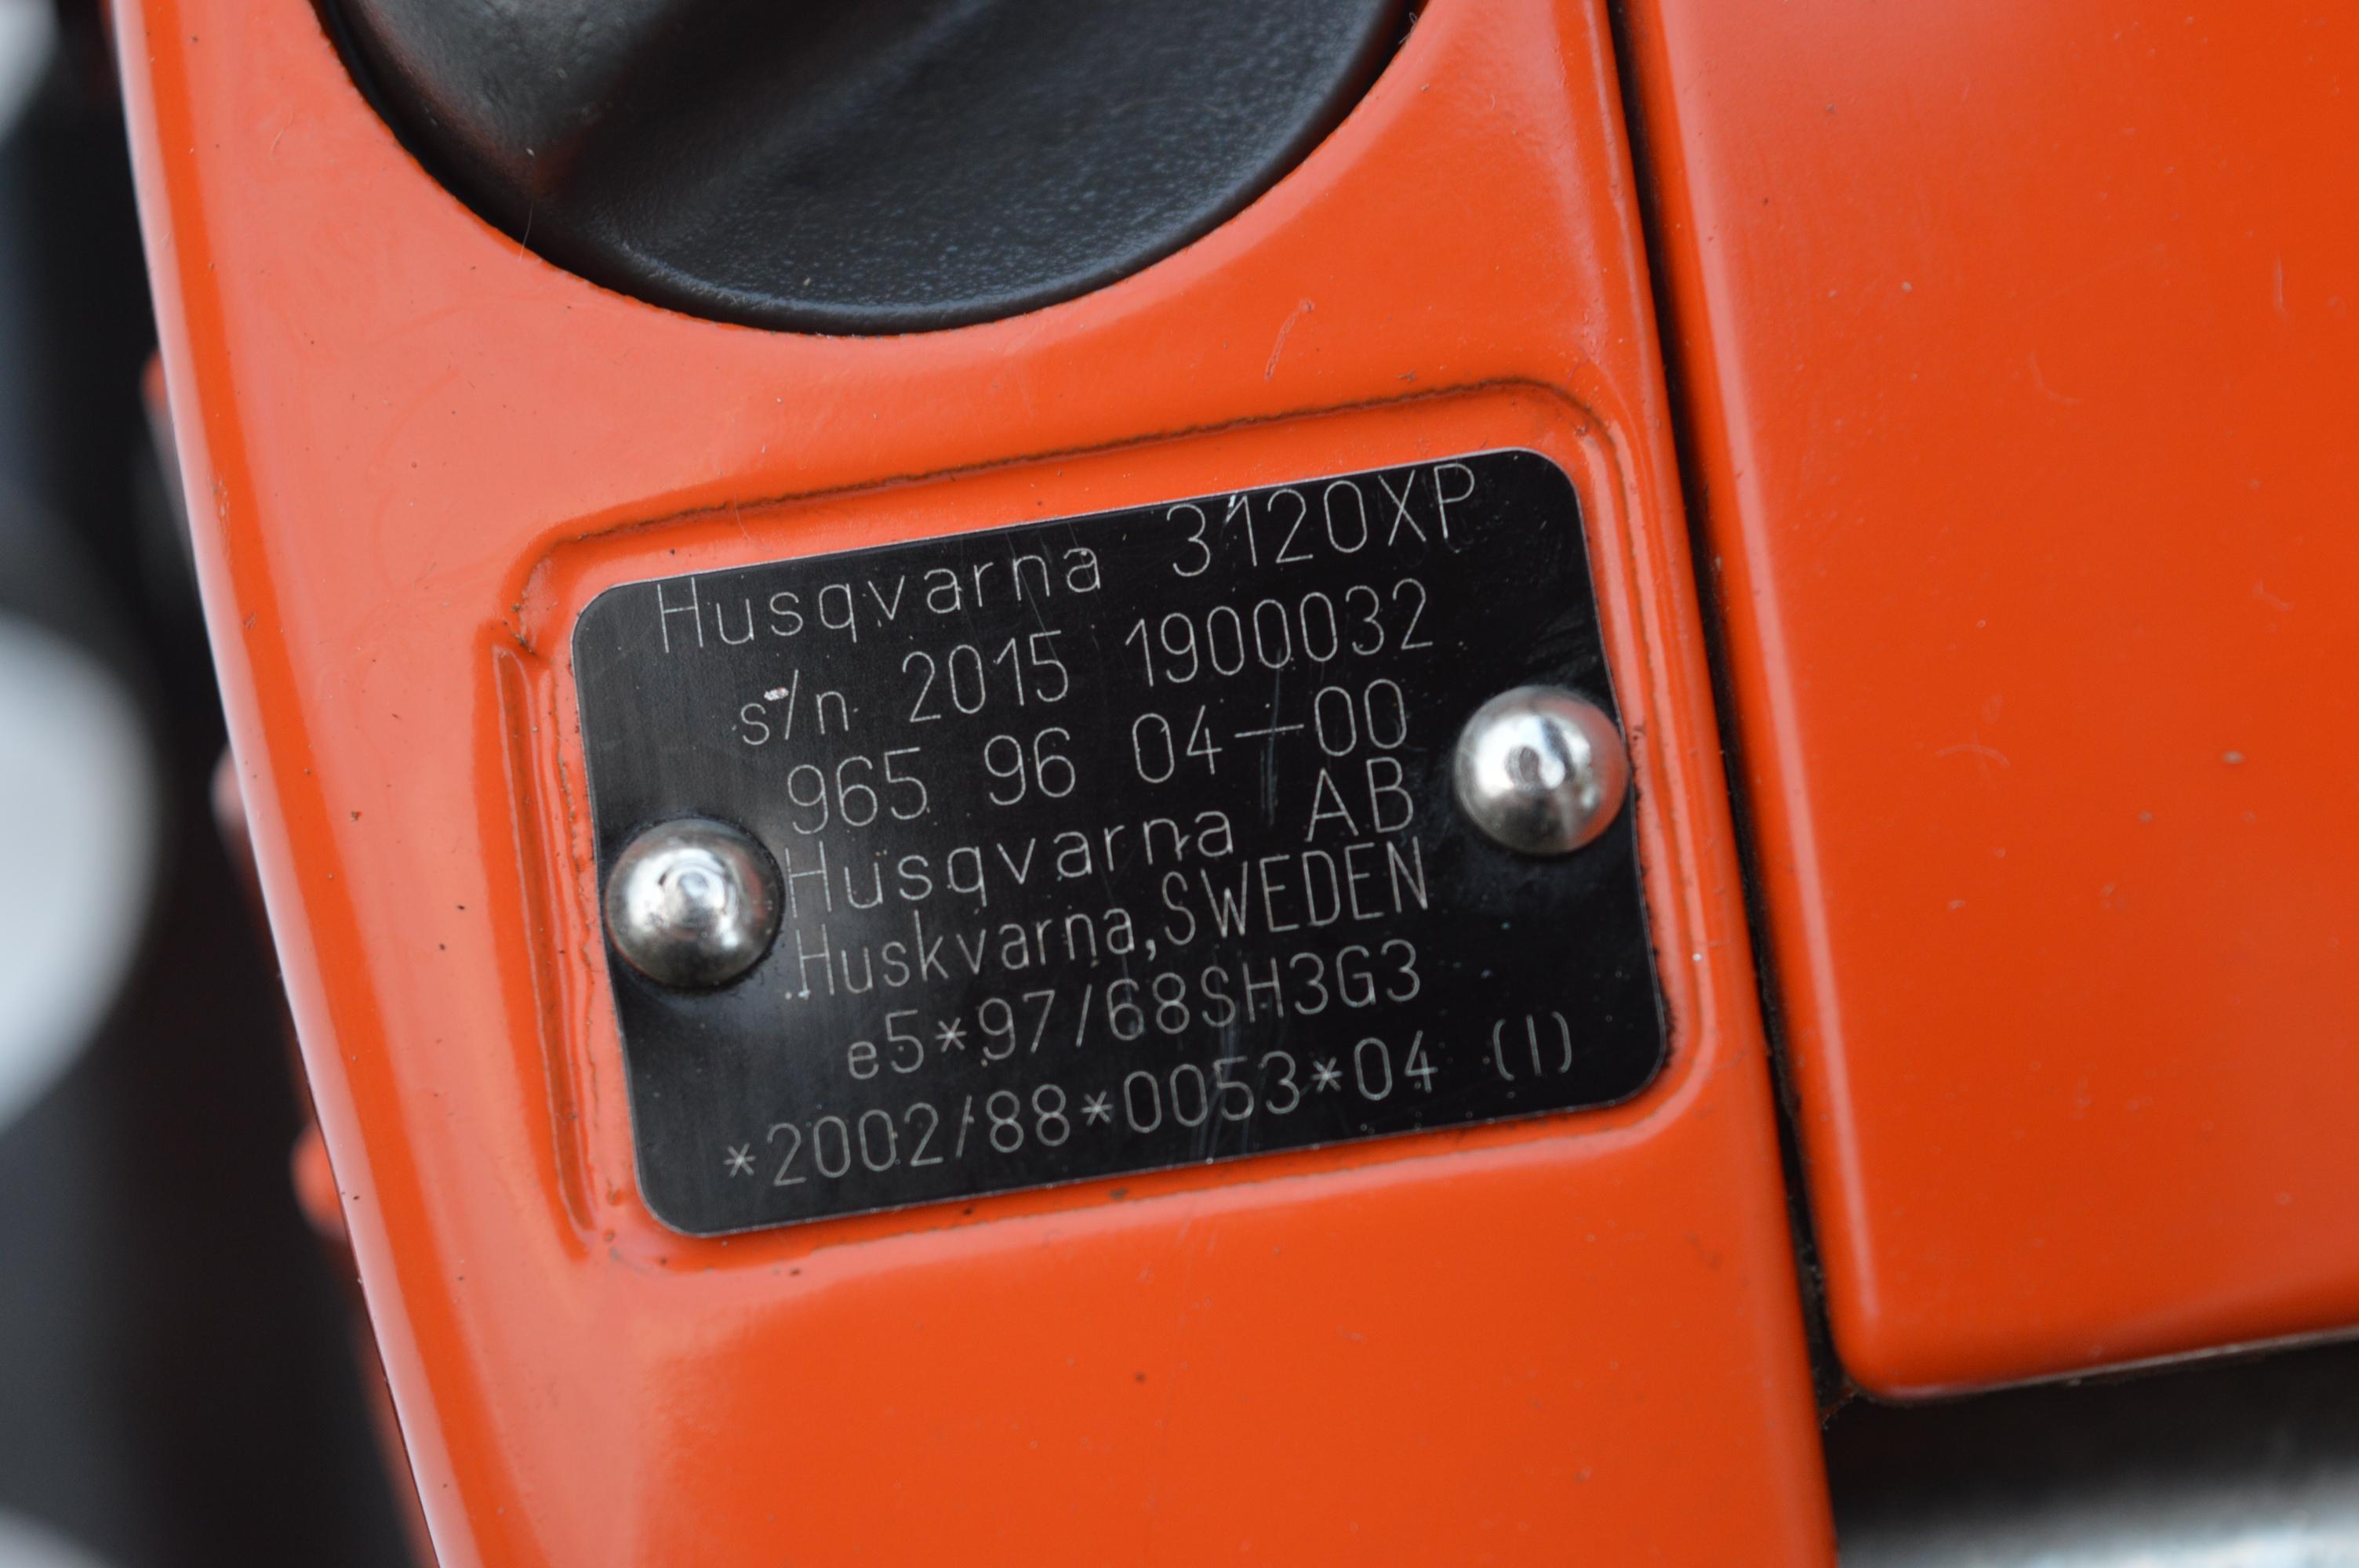 Husqvarna 3120XP
s/n 2015 1900032
965 96 04-00
Husqvarna AB
Huskvarna,SWEDEN
e5*97/68SH3G3
*2002/88*0053*04 (I)